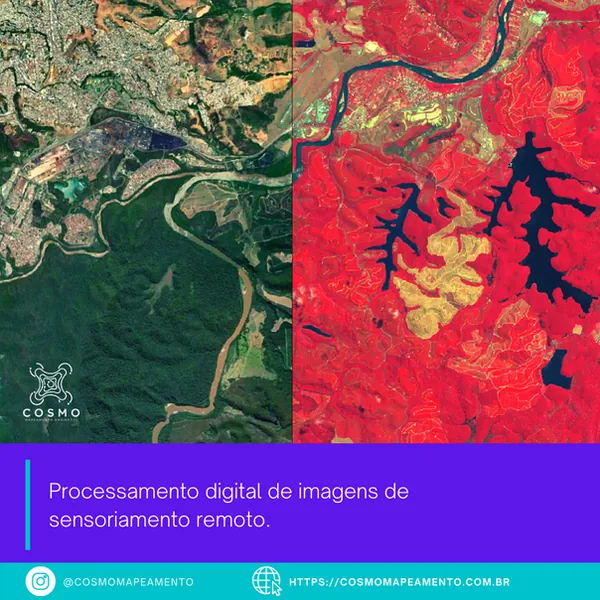 COSMO
Processamento digital de imagens de
sensoriamento remoto.
@COSMOMAPEAMENTO
HTTPS://COSMOMAPEAMENTO.COM.BR